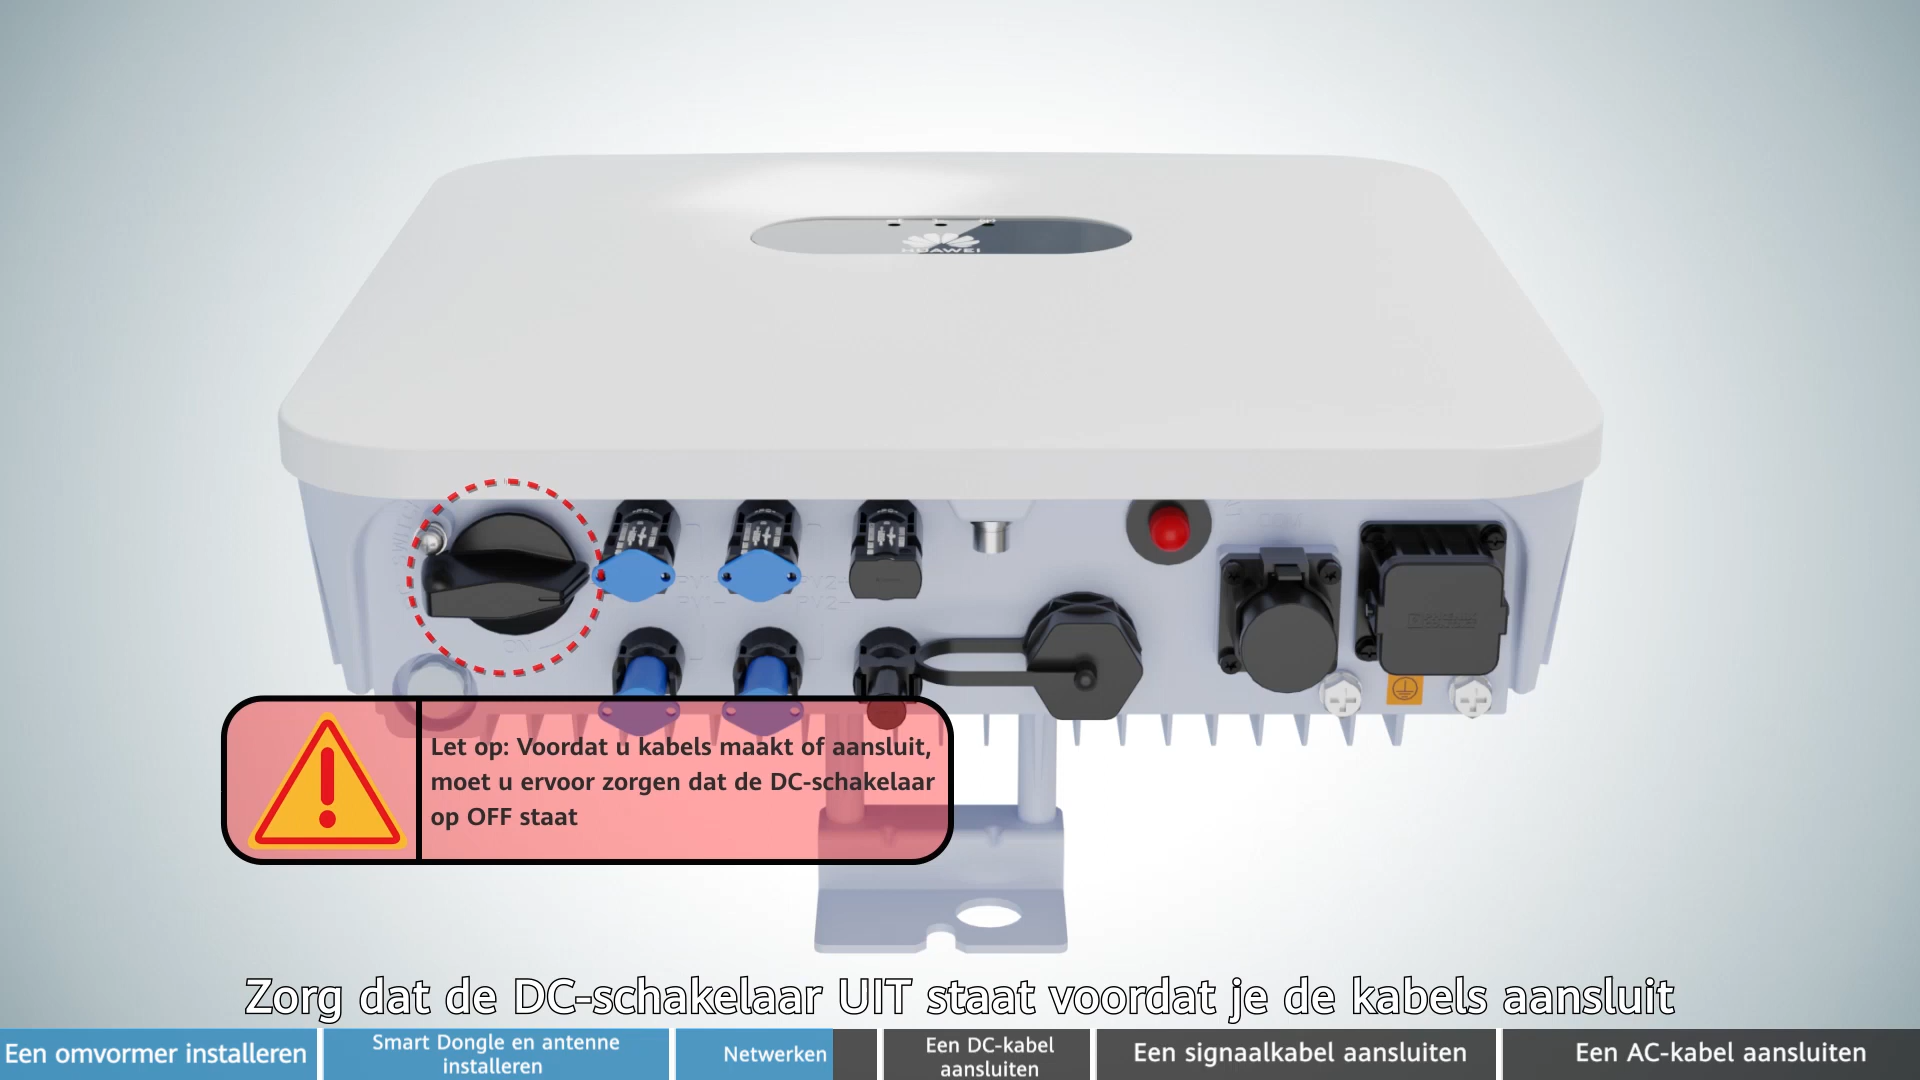 HUAWEI
Let op: Voordat u kabels maakt of aansluit,
moet u ervoor zorgen dat de DC-schakelaar
op OFF staat
Zorg dat de DC-schakelaar UIT staat voordat je de kabels aansluit
Een omvormer installeren
Smart Dongle en antenne
installeren
Netwerken
Een DC-kabel
aansluiten
Een signaalkabel aansluiten
Een AC-kabel aansluiten